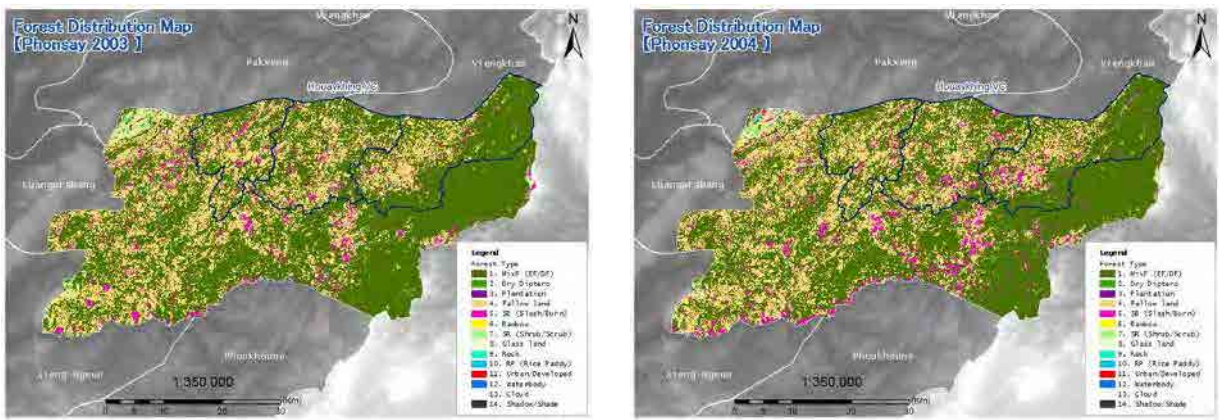 Forest Distribution Map
【Phonsay 2003 】
N
Viengkham
Pakxeng
Viengkham
Houaykhing VC
Phoukhoune
1:350,000
Legend
Forest Type
1. MixF (EF/DF)
2. Dry Diptero
3. Plantation
4. Fallow land
5. SB (Slash/Burn)
6. Bamboo
7. SR (Shrub/Scrub)
8. Glass land
9. Rock
10. RP (Rice Paddy)
11. Urban/Developed
12. Waterbody
13. Cloud
14. Shadow/Shade
Forest Distribution Map
【Phonsay 2004 】
N
Viengkham
Pakxeng
Viengkham
Houaykhing VC
Phoukhoune
1:350,000
Legend
Forest Type
1. MixF (EF/DF)
2. Dry Diptero
3. Plantation
4. Fallow land
5. SB (Slash/Burn)
6. Bamboo
7. SR (Shrub/Scrub)
8. Glass land
9. Rock
10. RP (Rice Paddy)
11. Urban/Developed
12. Waterbody
13. Cloud
14. Shadow/Shade